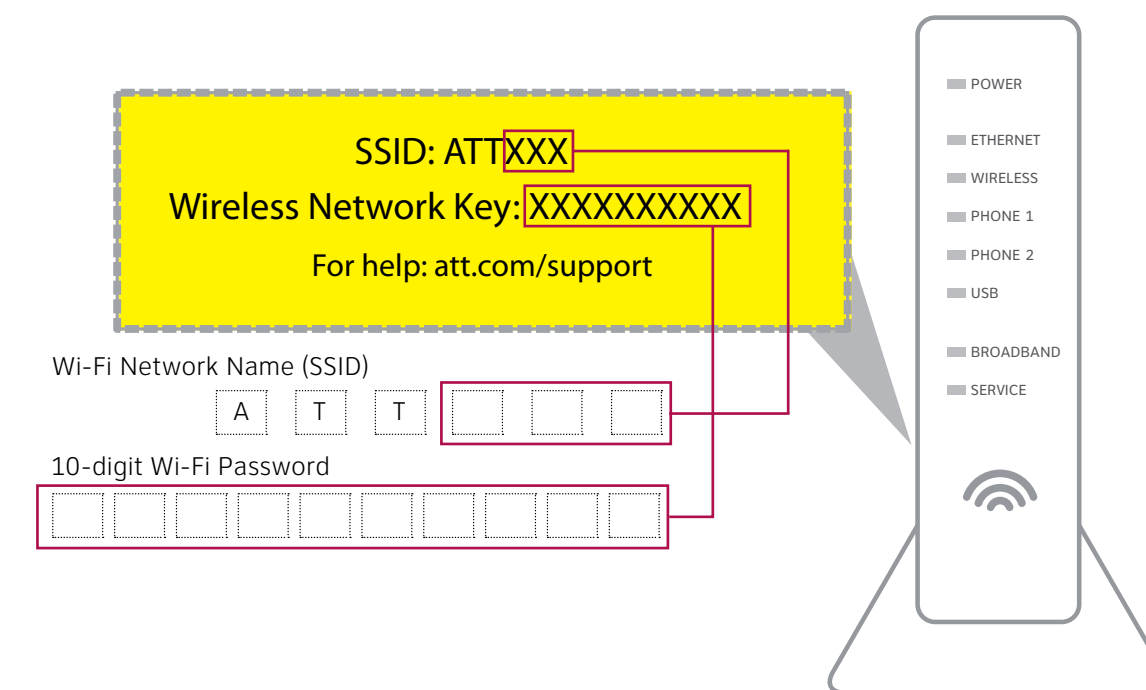 SSID: ATTXXX
Wireless Network Key: XXXXXXXXXX
For help: att.com/support
Wi-Fi Network Name (SSID)
A T T
10-digit Wi-Fi Password
POWER
ETHERNET
WIRELESS
PHONE 1
PHONE 2
USB
BROADBAND
SERVICE